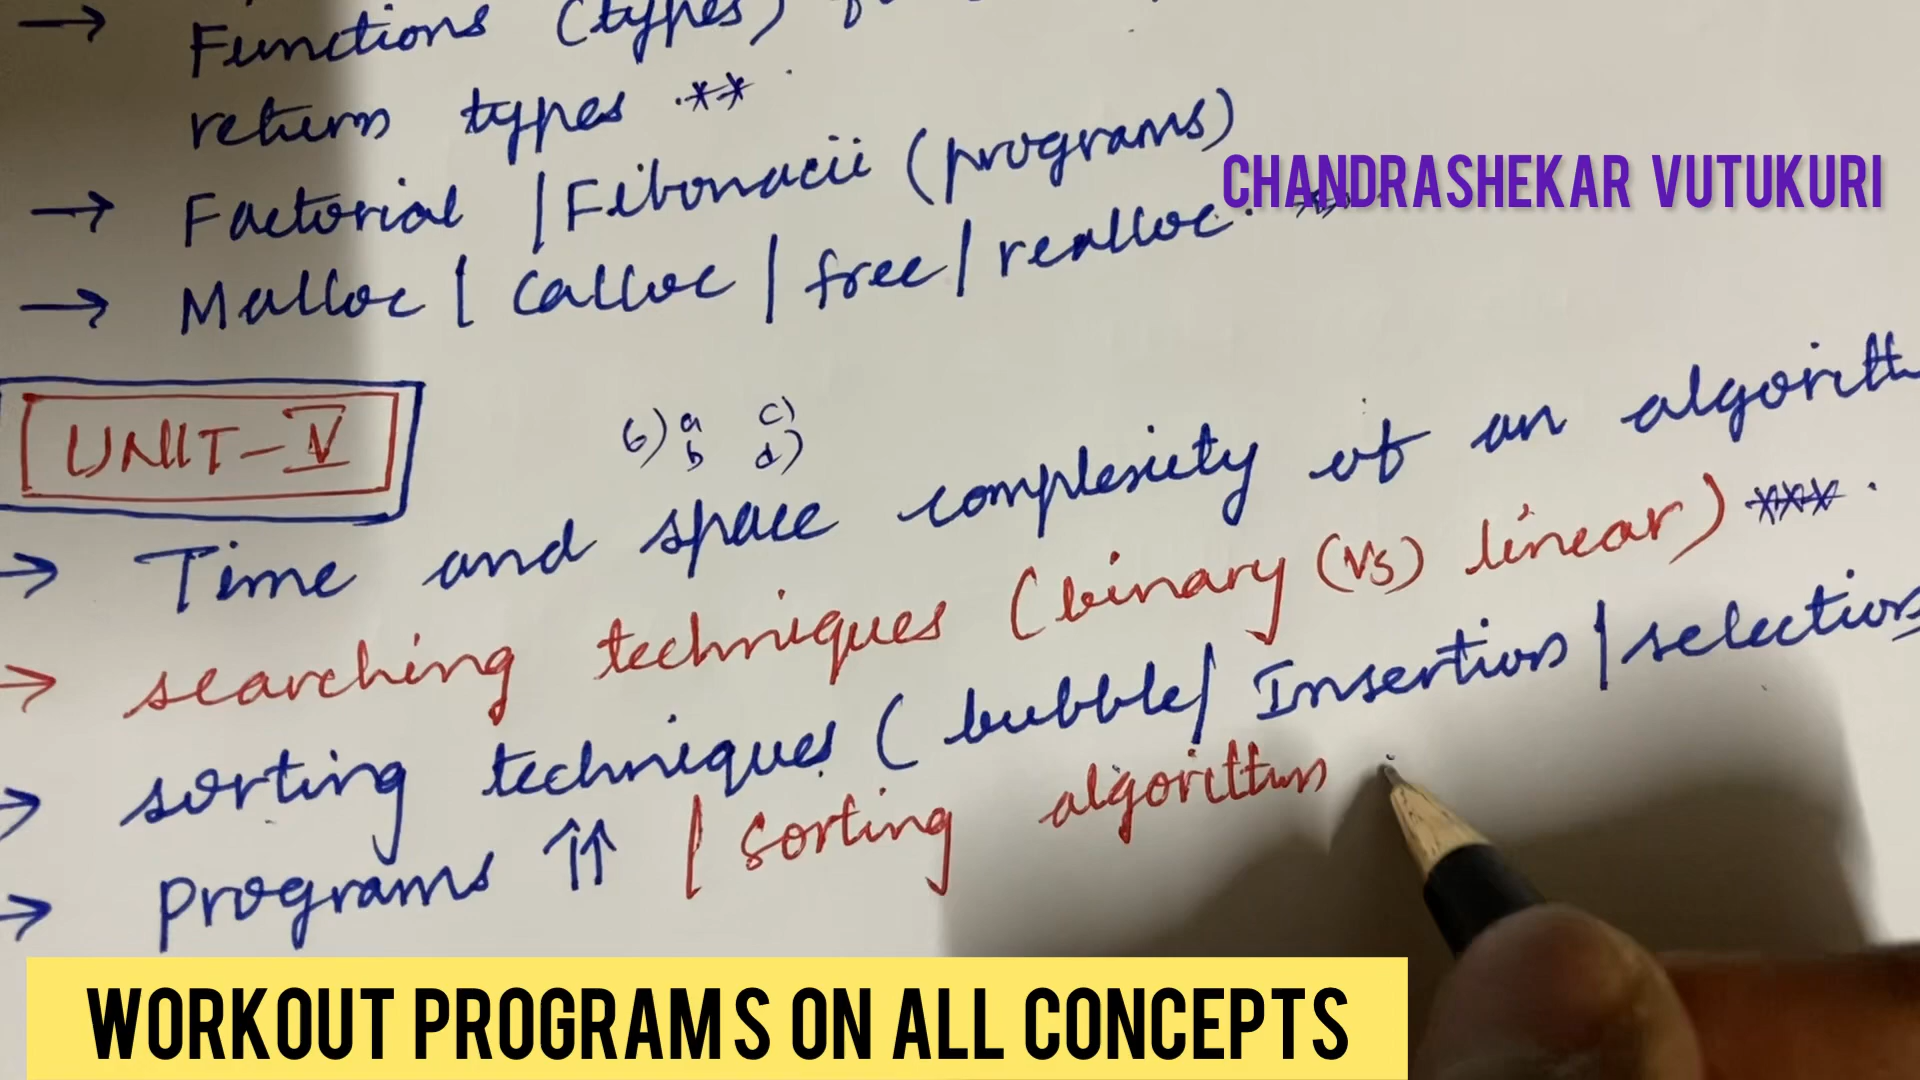 → Functions (types)
return types **
→ Factorial / Fibonacii (programs)
CHANDRASHEKAR VUTUKURI
→ Malloc | Calloc | free | realloc. **
UNIT-V
6) a c)
b d)
→ Time and space complexity of an algorith
→ searching techniques (binary (Vs) linear) ***
→ sorting techniques (bubble/ Insertion / selection
→ programs ↑↑ / sorting algorithm
WORKOUT PROGRAMS ON ALL CONCEPTS